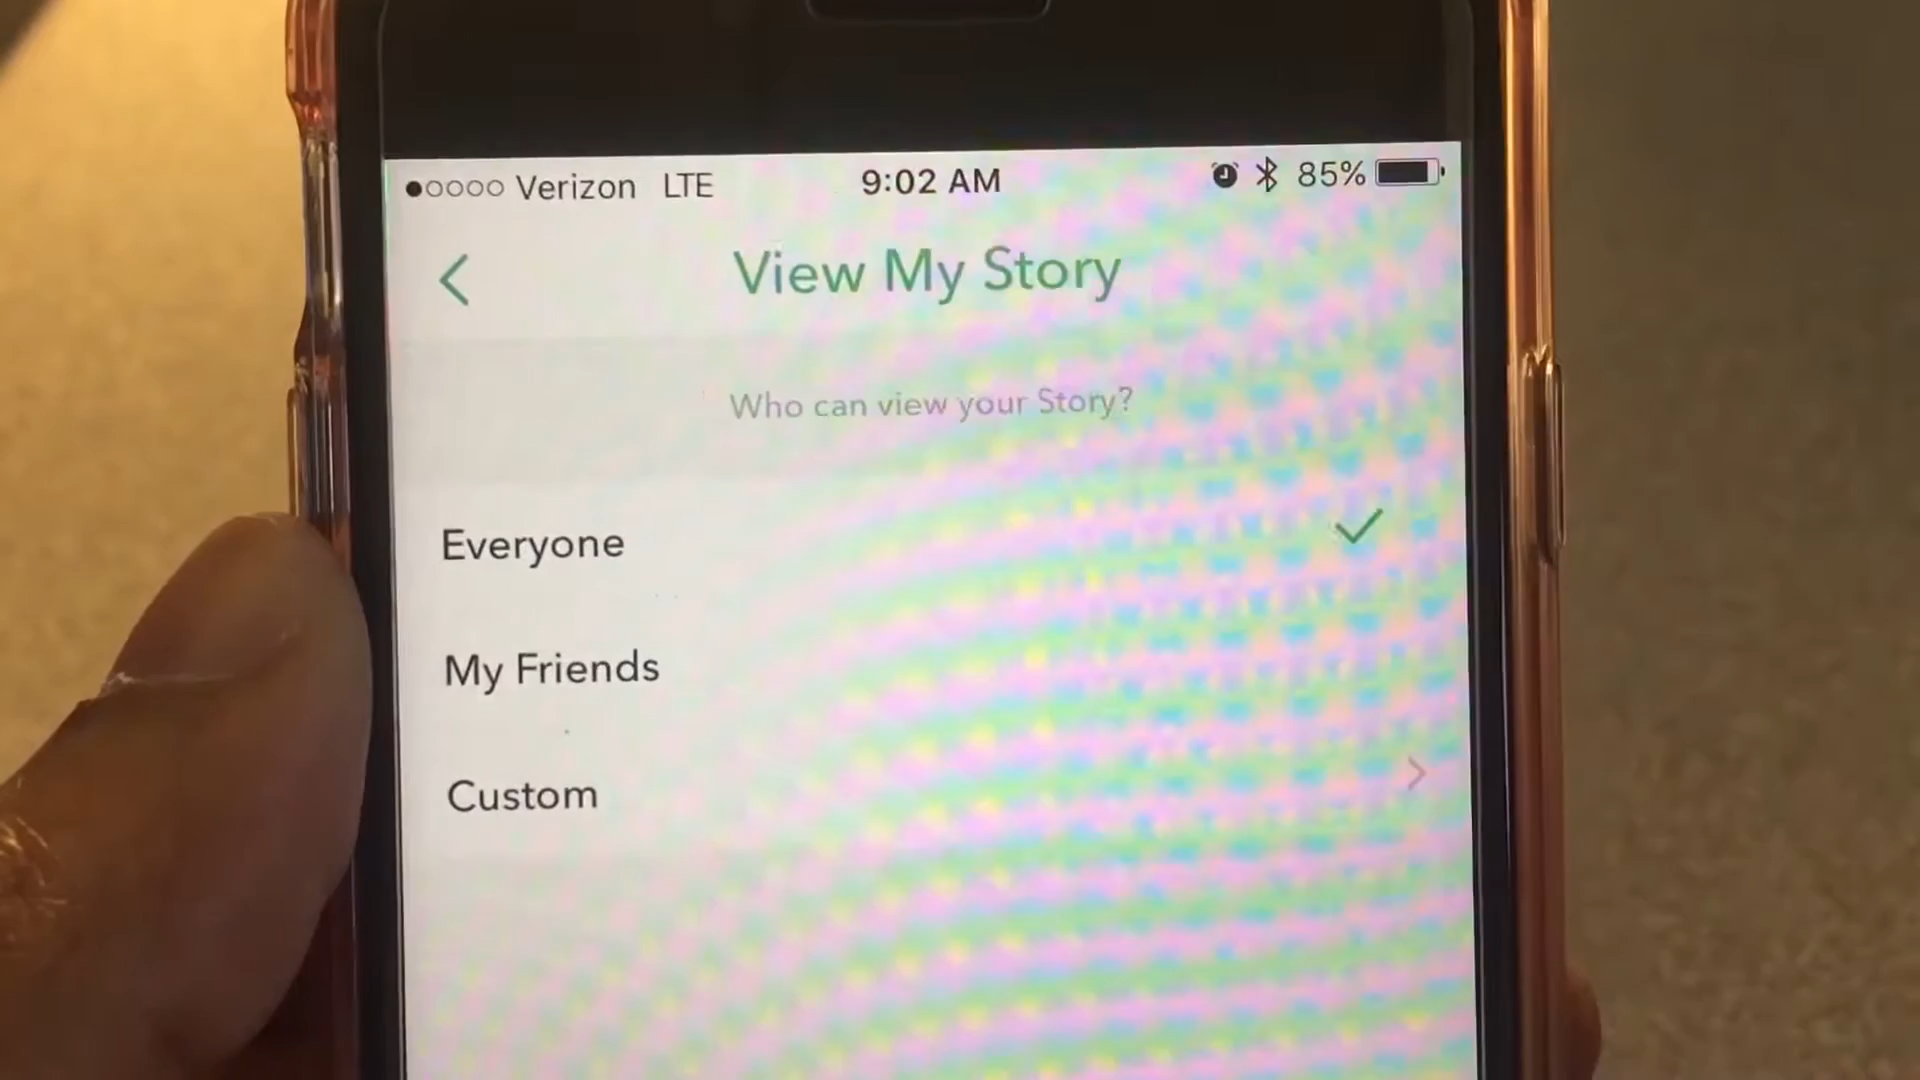 Verizon LTE 9:02 AM 85%
View My Story
Who can view your Story?
Everyone
My Friends
Custom